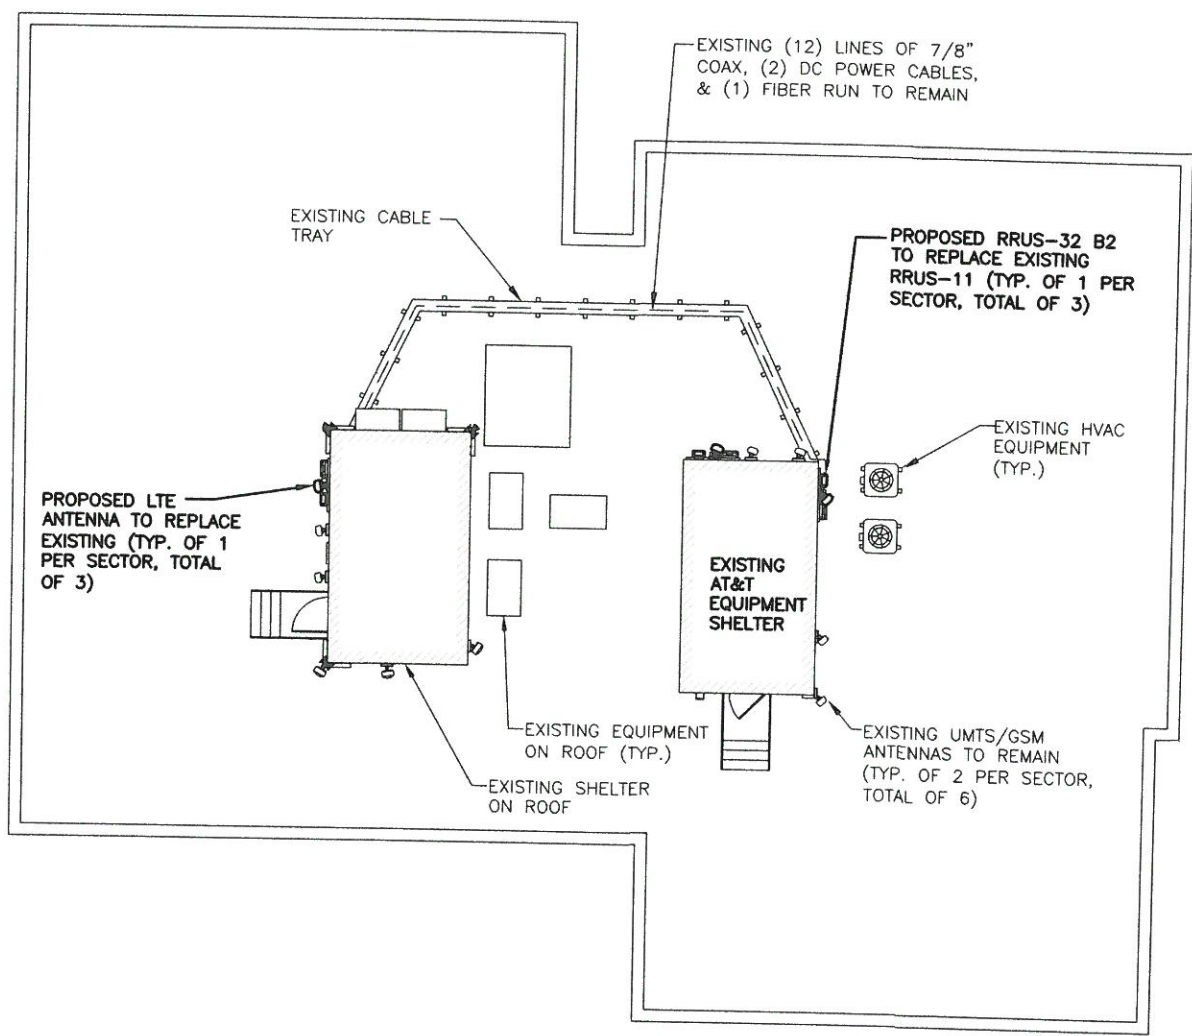 EXISTING (12) LINES OF 7/8"
COAX, (2) DC POWER CABLES,
& (1) FIBER RUN TO REMAIN
EXISTING CABLE
TRAY
PROPOSED RRUS-32 B2
TO REPLACE EXISTING
RRUS-11 (TYP. OF 1 PER
SECTOR, TOTAL OF 3)
EXISTING HVAC
EQUIPMENT
(TYP.)
PROPOSED LTE
ANTENNA TO REPLACE
EXISTING (TYP. OF 1
PER SECTOR, TOTAL
OF 3)
EXISTING
AT&T
EQUIPMENT
SHELTER
EXISTING EQUIPMENT
ON ROOF (TYP.)
EXISTING SHELTER
ON ROOF
EXISTING UMTS/GSM
ANTENNAS TO REMAIN
(TYP. OF 2 PER SECTOR,
TOTAL OF 6)